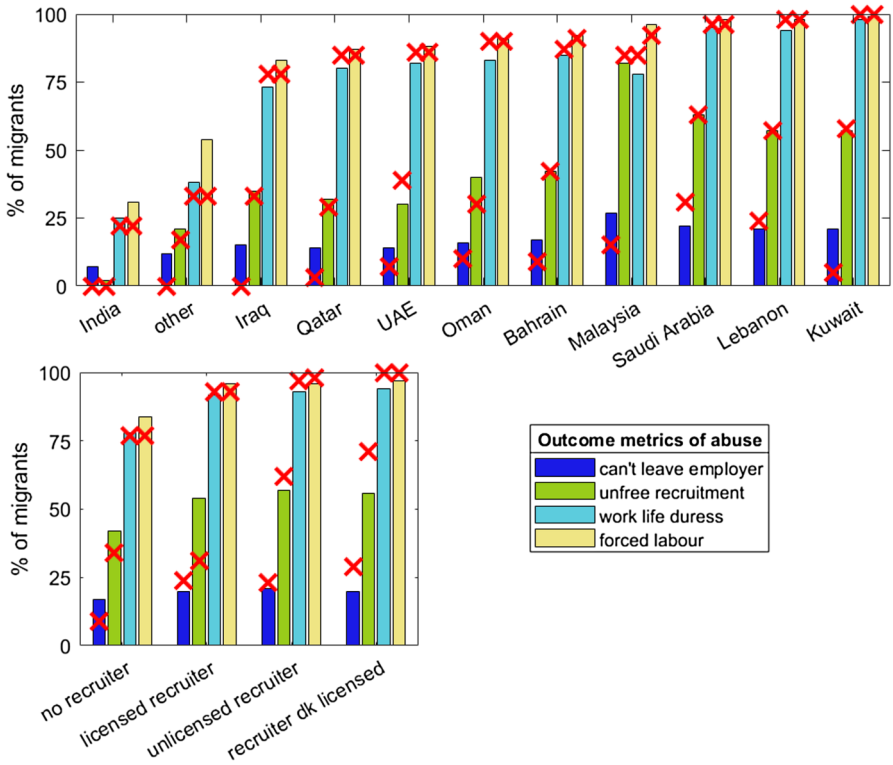 100
75
50
25
0
% of migrants
India
other
Iraq
Qatar
UAE
Oman
Bahrain
Malaysia
Saudi Arabia
Lebanon
Kuwait
100
75
50
25
0
% of migrants
no recruiter
licensed recruiter
unlicensed recruiter
recruiter dk licensed
Outcome metrics of abuse
can't leave employer
unfree recruitment
work life duress
forced labour